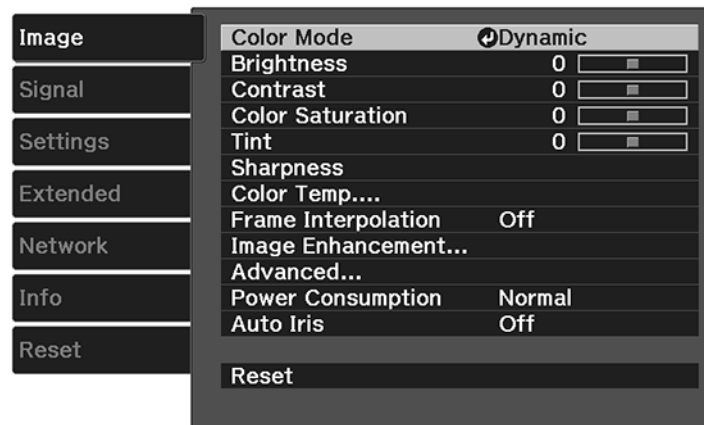 Image
Signal
Settings
Extended
Network
Info
Reset
Color Mode Dynamic
Brightness 0
Contrast 0
Color Saturation 0
Tint 0
Sharpness
Color Temp....
Frame Interpolation Off
Image Enhancement...
Advanced...
Power Consumption Normal
Auto Iris Off
Reset